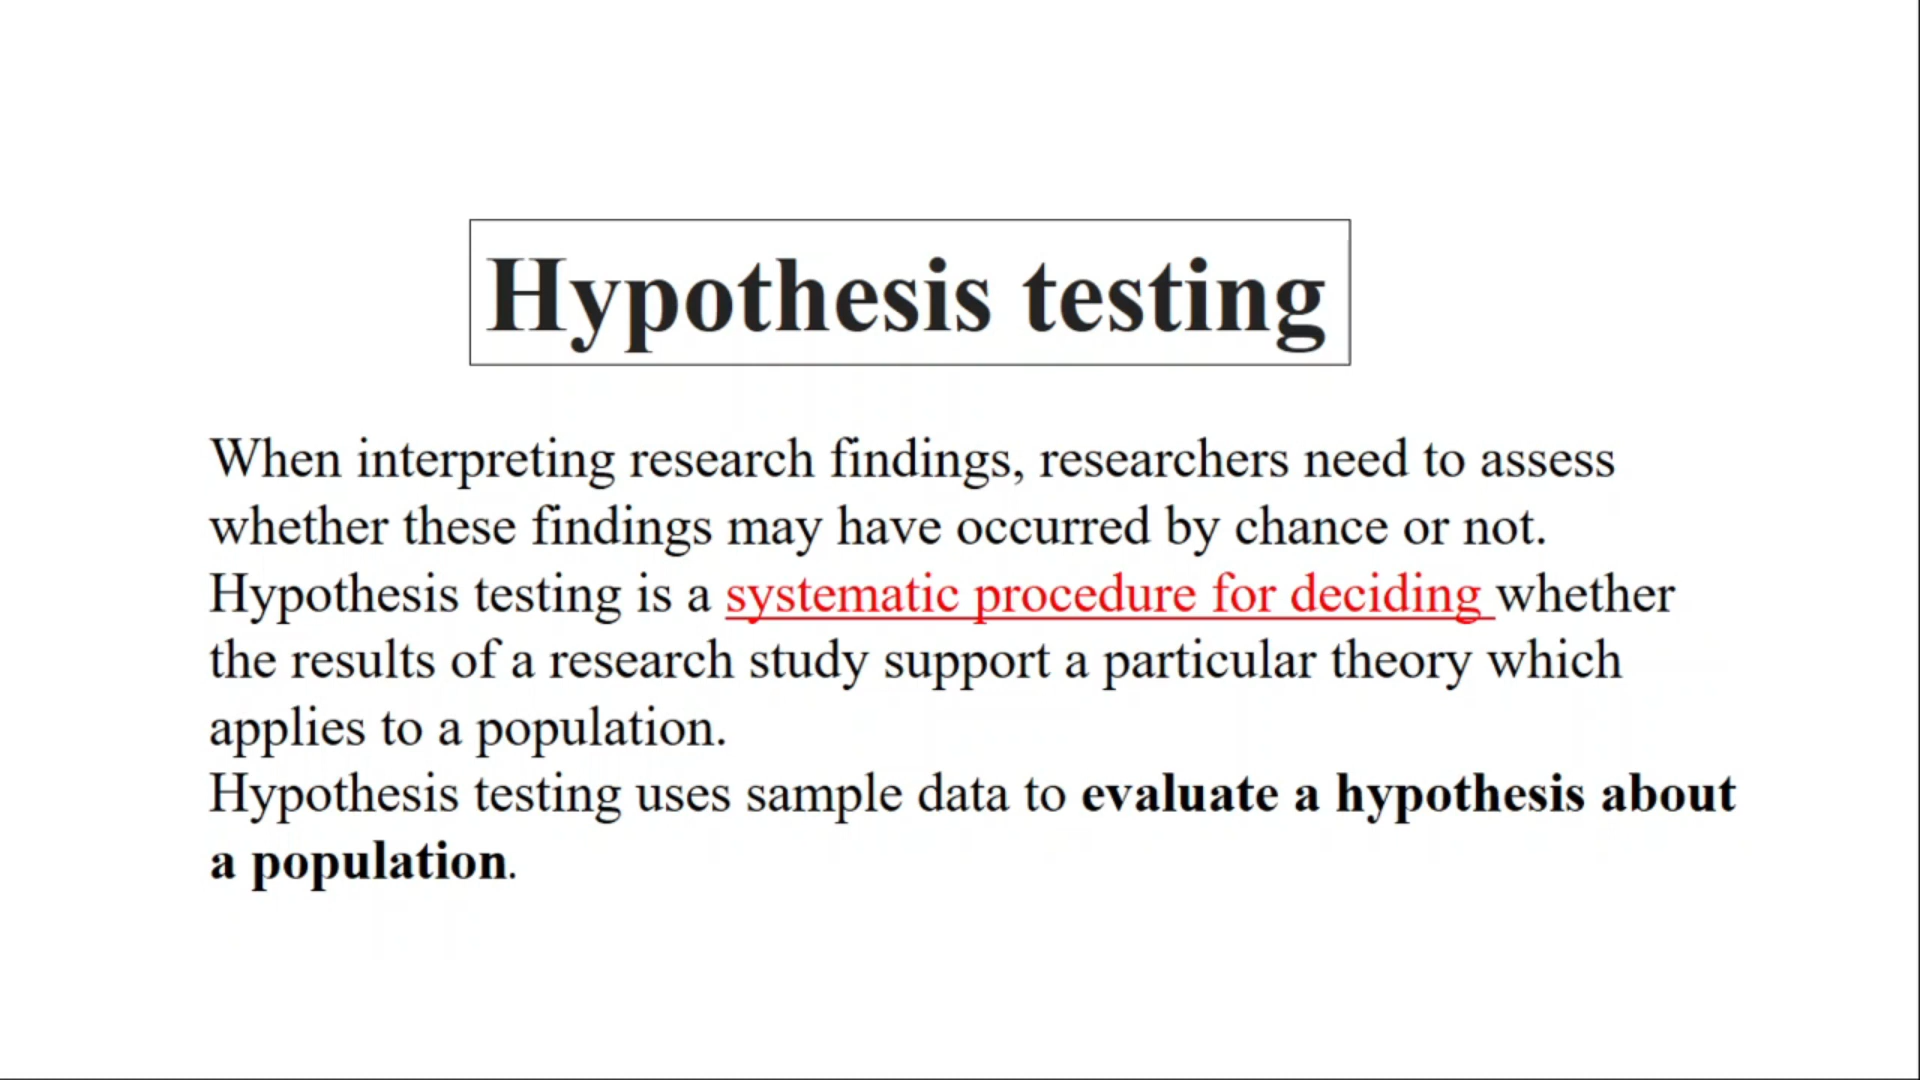 Hypothesis testing
When interpreting research findings, researchers need to assess
whether these findings may have occurred by chance or not.
Hypothesis testing is a systematic procedure for deciding whether
the results of a research study support a particular theory which
applies to a population.
Hypothesis testing uses sample data to evaluate a hypothesis about
a population.